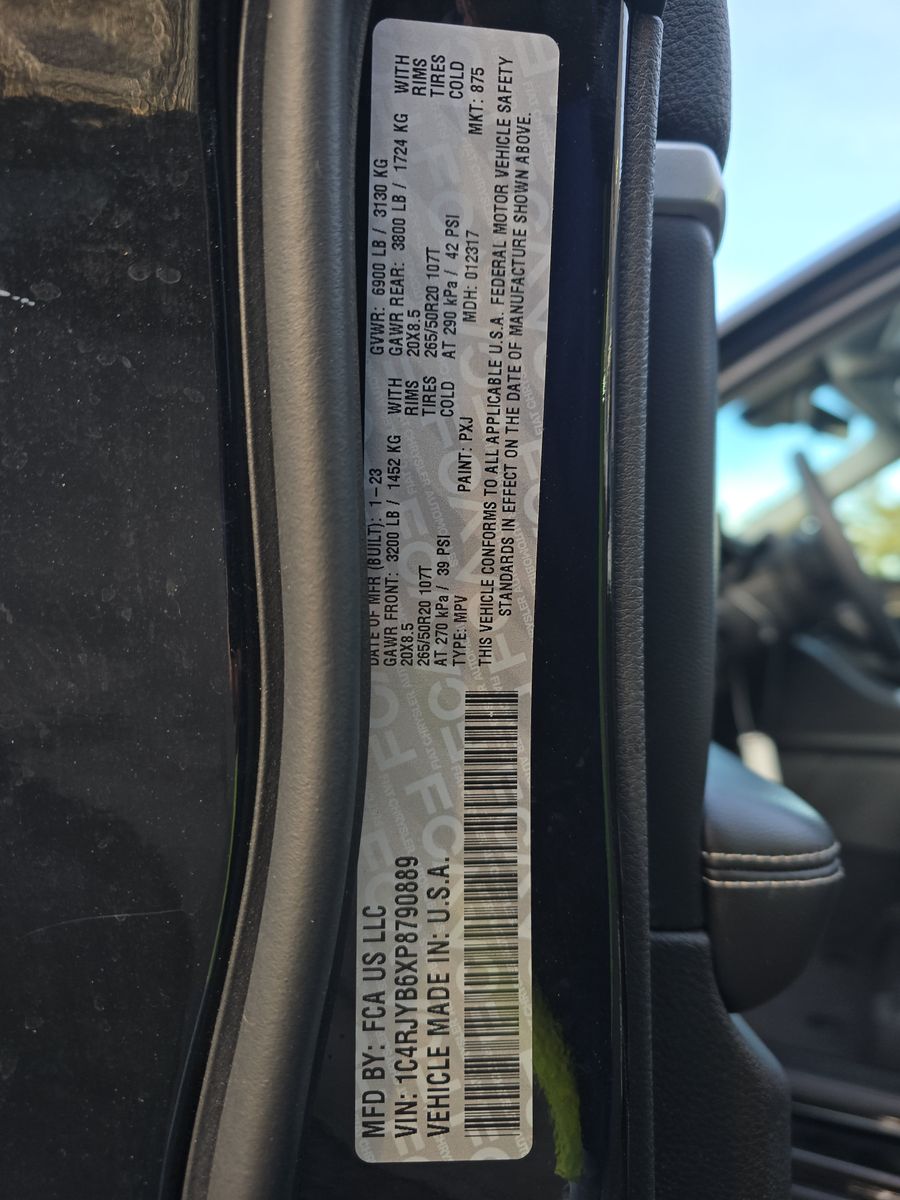 MFD BY: FCA US LLC
VIN: 1C4RJYB6XP8790889
VEHICLE MADE IN: U.S.A.
DATE OF MFR (BUILT): 1-23
GAWR FRONT: 3200 LB / 1452 KG WITH
20X8.5 RIMS
265/50R20 107T TIRES
AT 270 kPa / 39 PSI COLD
TYPE: MPV PAINT: PXJ
GVWR: 6900 LB / 3130 KG
GAWR REAR: 3800 LB / 1724 KG WITH
20X8.5 RIMS
265/50R20 107T TIRES
AT 290 kPa / 42 PSI COLD
MDH: 012317 MKT: 875
THIS VEHICLE CONFORMS TO ALL APPLICABLE U.S.A. FEDERAL MOTOR VEHICLE SAFETY
STANDARDS IN EFFECT ON THE DATE OF MANUFACTURE SHOWN ABOVE.